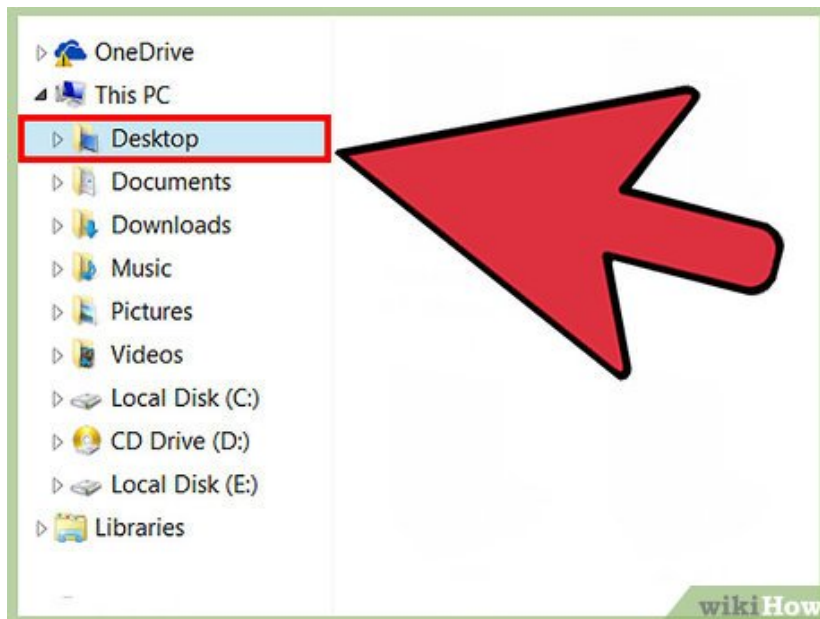 OneDrive
This PC
Desktop
Documents
Downloads
Music
Pictures
Videos
Local Disk (C:)
CD Drive (D:)
Local Disk (E:)
Libraries
wikiHow